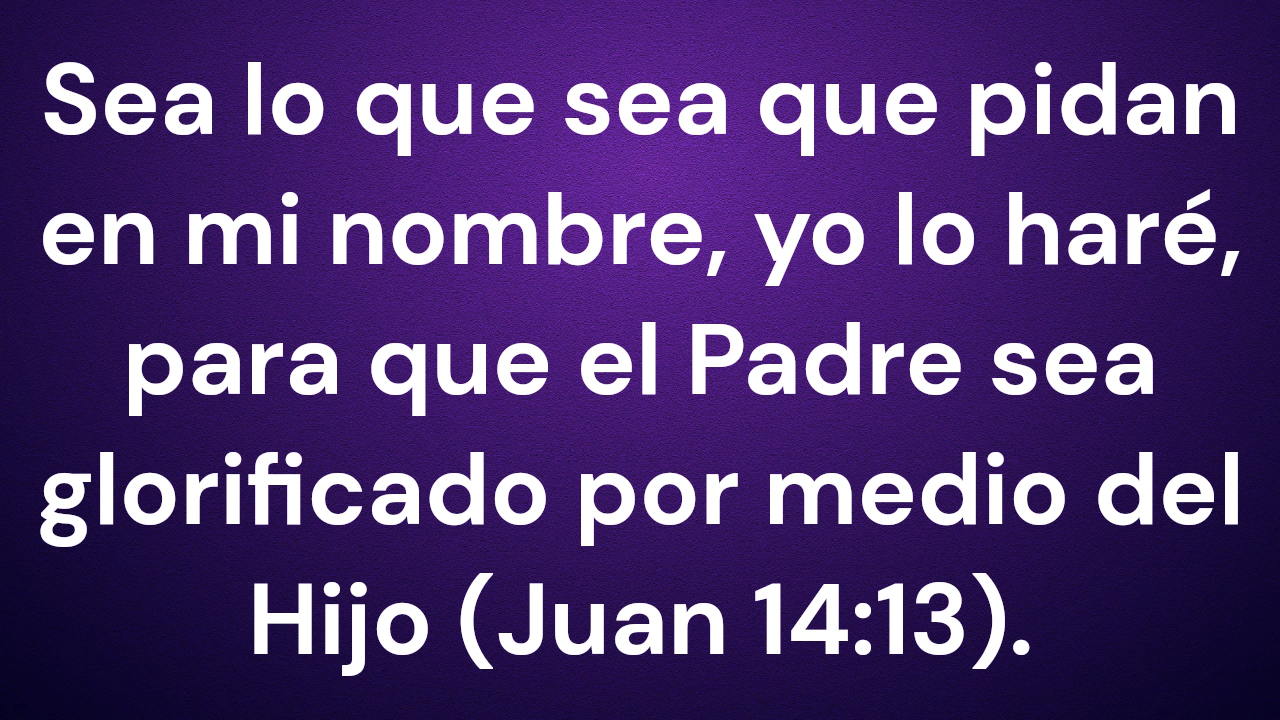 Sea lo que sea que pidan
en mi nombre, yo lo haré,
para que el Padre sea
glorificado por medio del
Hijo (Juan 14:13).